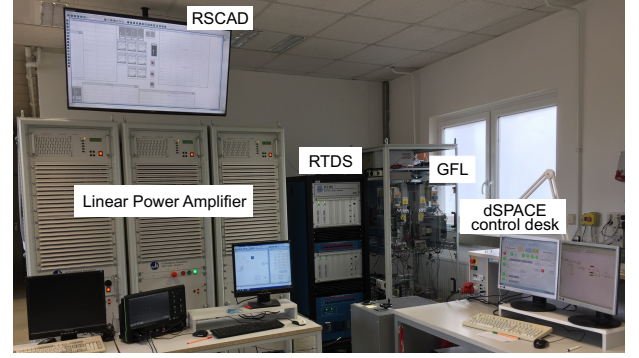 RSCAD
RTDS
GFL
Linear Power Amplifier
dSPACE
control desk